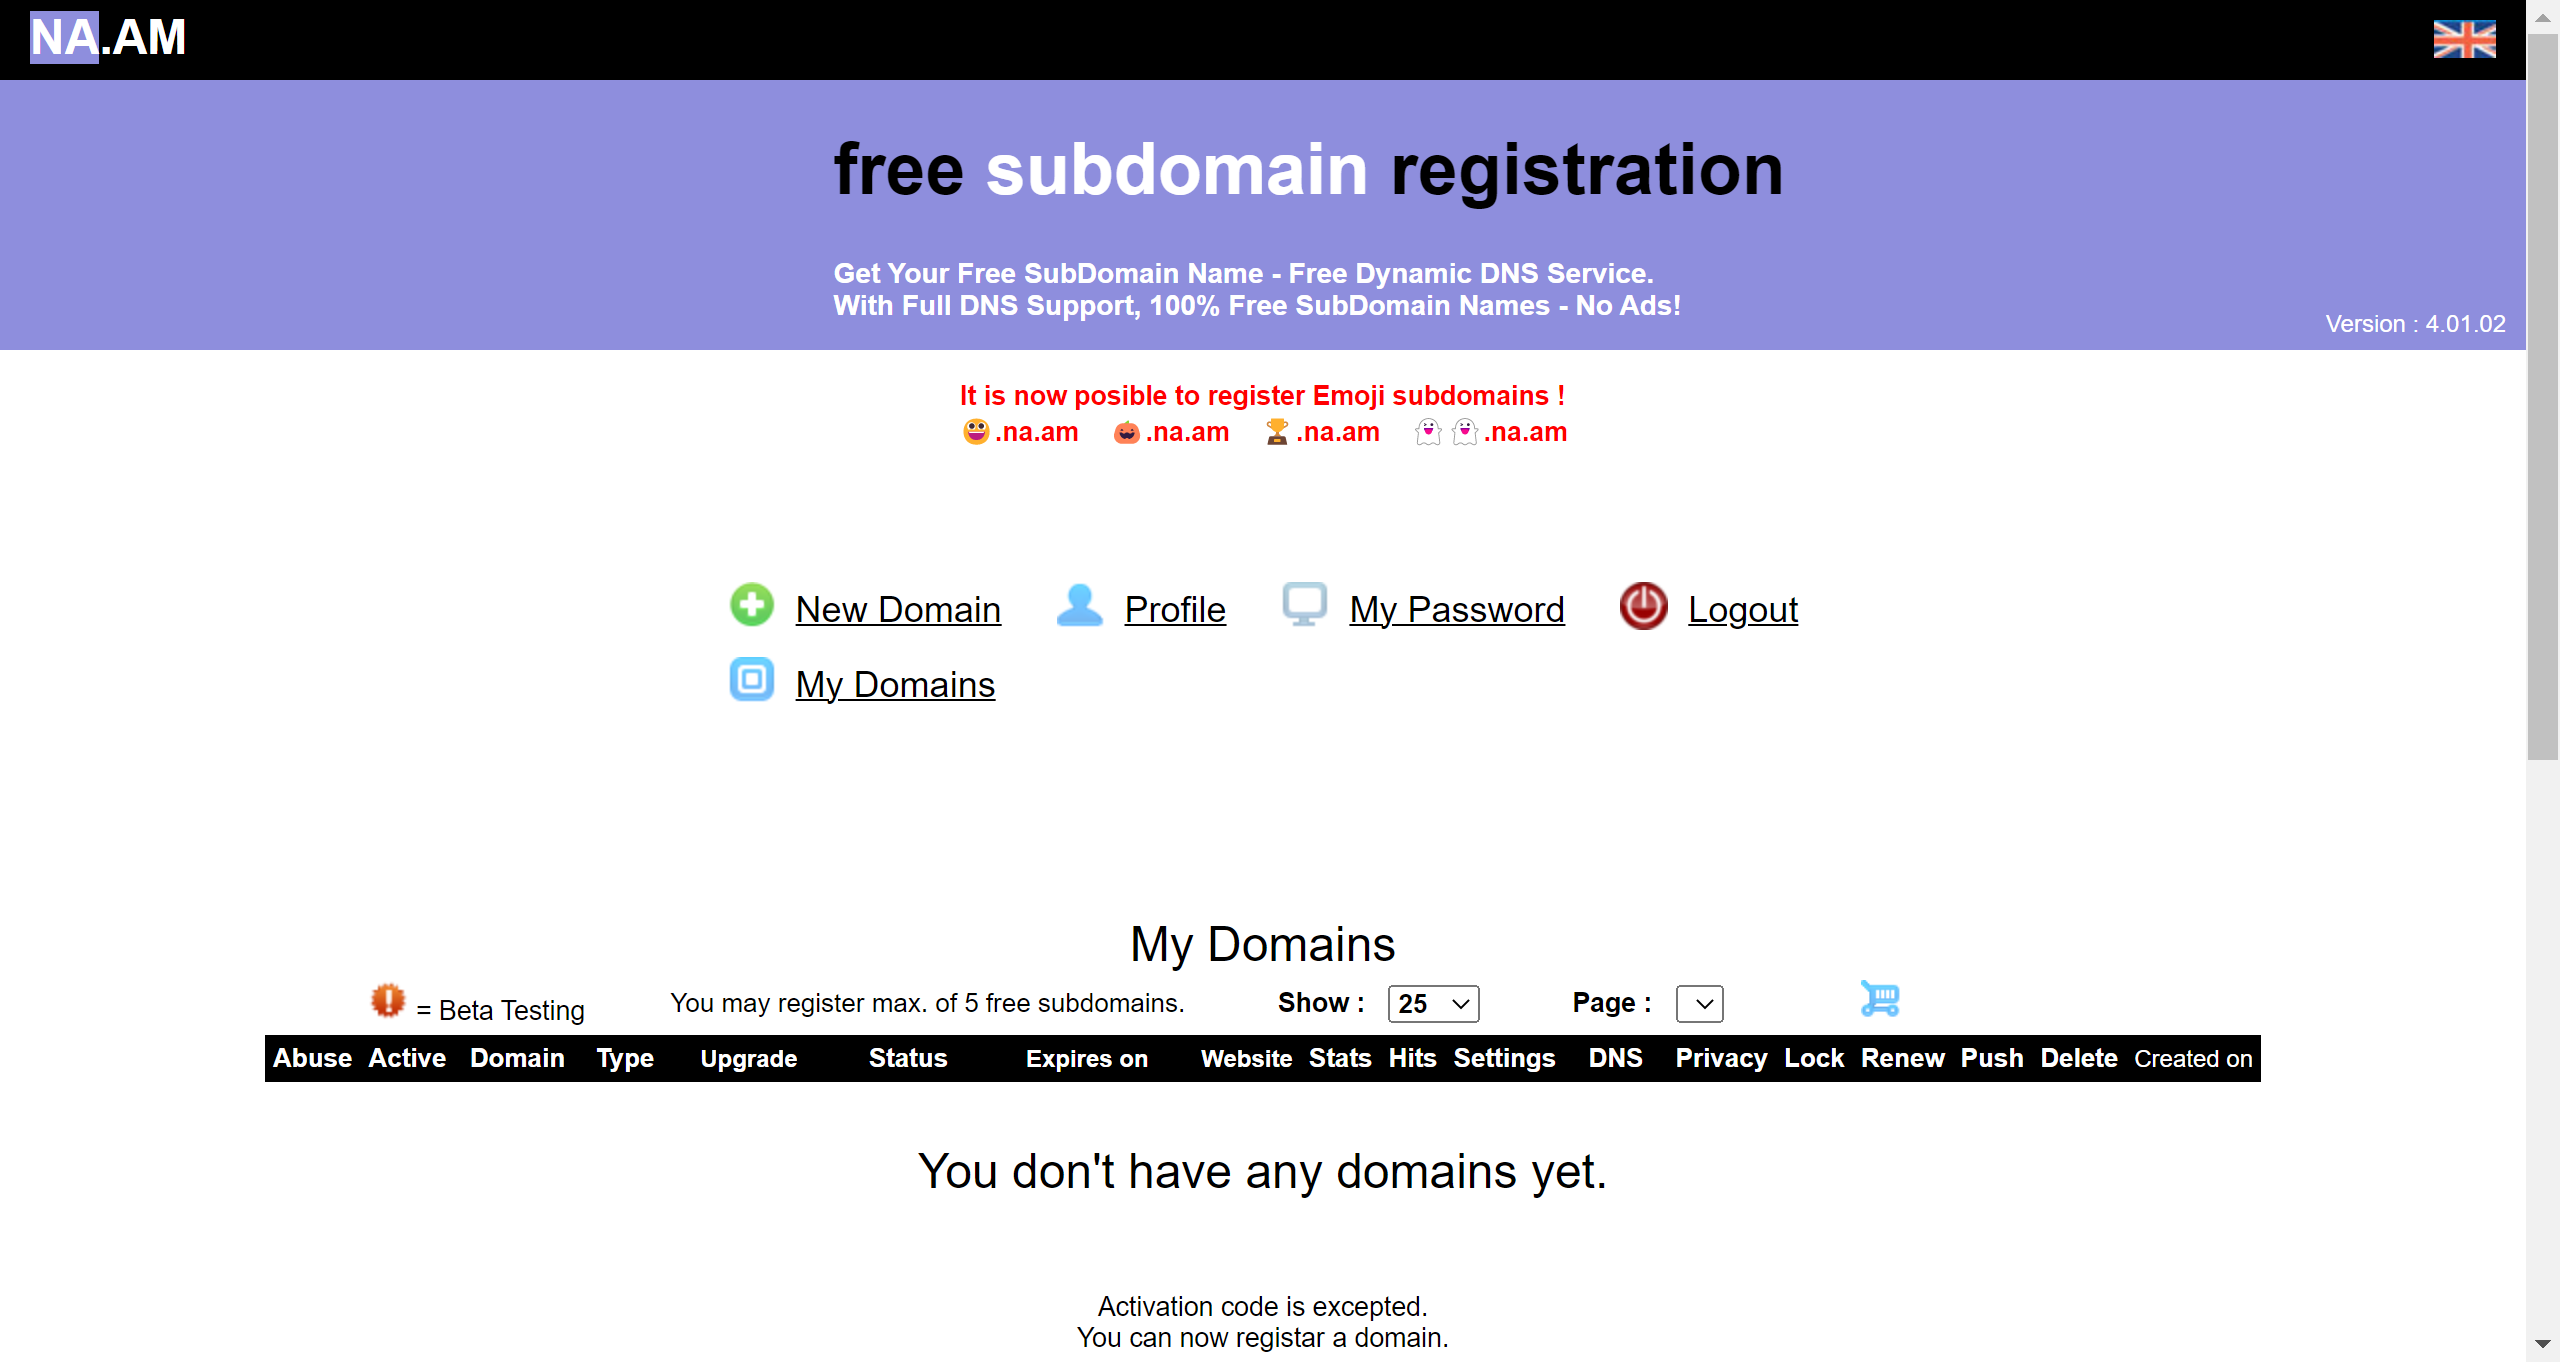 NA.AM
free subdomain registration
Get Your Free SubDomain Name - Free Dynamic DNS Service.
With Full DNS Support, 100% Free SubDomain Names - No Ads!
Version : 4.01.02
It is now posible to register Emoji subdomains !
😃.na.am 🎃.na.am 🏆.na.am 👻👻.na.am
New Domain Profile My Password Logout
My Domains
My Domains
= Beta Testing You may register max. of 5 free subdomains. Show : 25 Page :
Abuse Active Domain Type Upgrade Status Expires on Website Stats Hits Settings DNS Privacy Lock Renew Push Delete Created on
You don't have any domains yet.
Activation code is excepted.
You can now registar a domain.